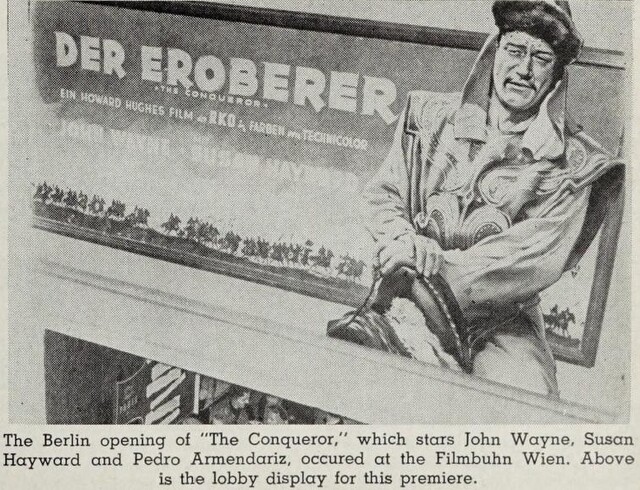 DER EROBERER
"THE CONQUEROR"
EIN HOWARD HUGHES FILM der RKO in FARBEN von TECHNICOLOR
JOHN WAYNE SUSAN HAYWARD
The Berlin opening of "The Conqueror," which stars John Wayne, Susan
Hayward and Pedro Armendariz, occured at the Filmbuhn Wien. Above
is the lobby display for this premiere.